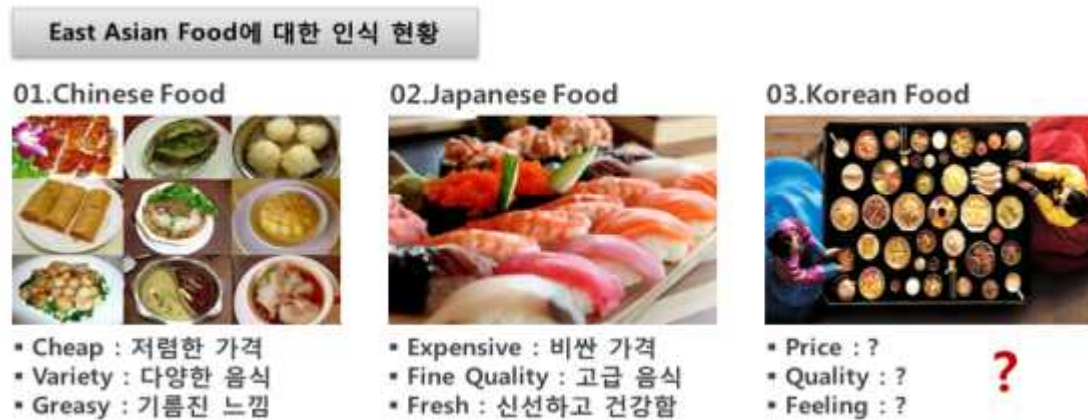 East Asian Food에 대한 인식 현황
01.Chinese Food
▪ Cheap : 저렴한 가격
▪ Variety : 다양한 음식
▪ Greasy : 기름진 느낌
02.Japanese Food
▪ Expensive : 비싼 가격
▪ Fine Quality : 고급 음식
▪ Fresh : 신선하고 건강함
03.Korean Food
▪ Price : ?
▪ Quality : ?
▪ Feeling : ?
?